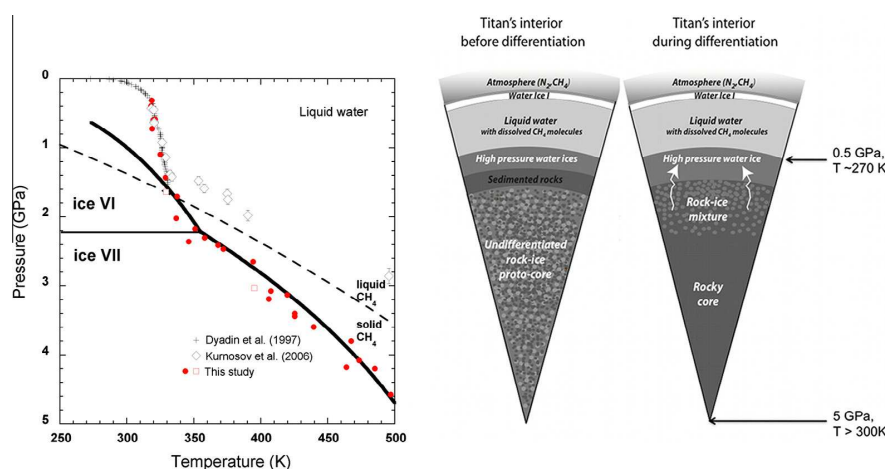 0
1
2
3
4
5
Pressure (GPa)
250
300
350
400
450
500
Temperature (K)
Liquid water
ice VI
ice VII
liquid
CH4
solid
CH4
Dyadin et al. (1997)
Kurnosov et al. (2006)
This study
Titan's interior
before differentiation
Atmosphere (N2,CH4)
Water Ice I
Liquid water
with dissolved CH4 molecules
High pressure water ices
Sedimented rocks
Undifferentiated
rock-ice
proto-core
Titan's interior
during differentiation
Atmosphere (N2,CH4)
Water Ice I
Liquid water
with dissolved CH4 molecules
High pressure water ice
Rock-ice
mixture
Rocky
core
0.5 GPa,
T ~270 K
5 GPa,
T > 300K